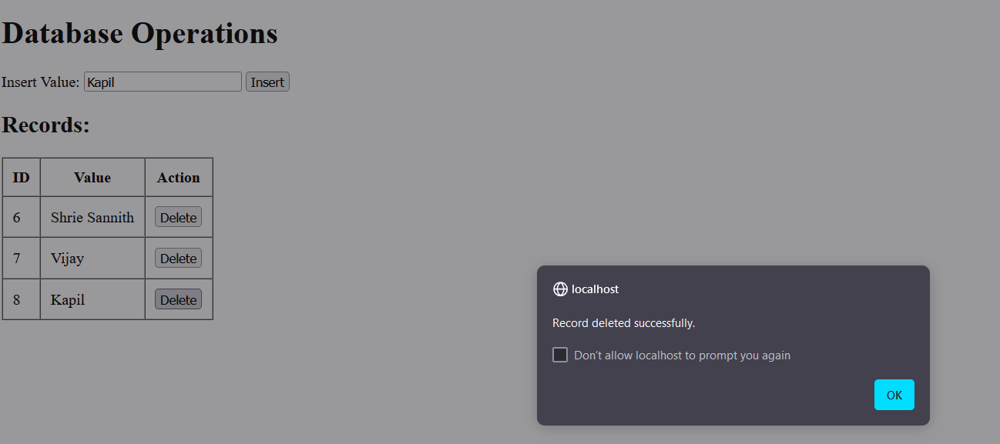 Database Operations
Insert Value: Kapil Insert
Records:
ID Value Action
6 Shrie Sannith Delete
7 Vijay Delete
8 Kapil Delete
localhost
Record deleted successfully.
Don't allow localhost to prompt you again
OK